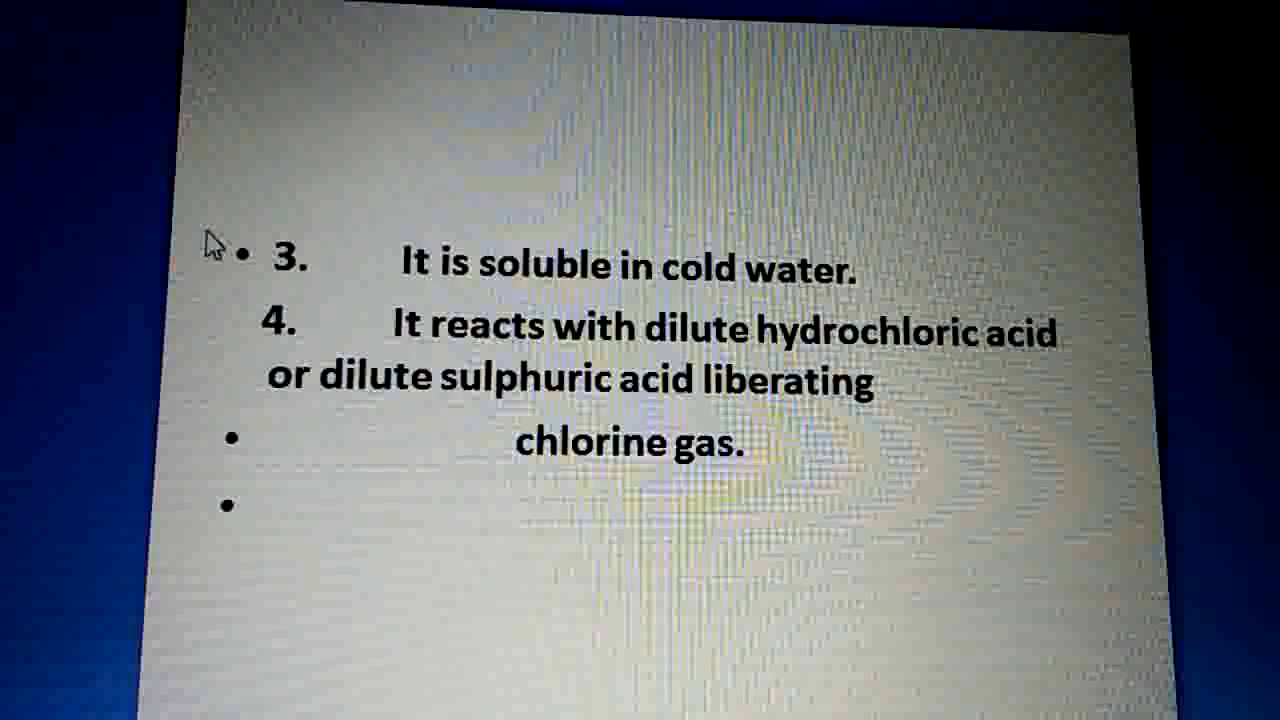 • 3. It is soluble in cold water.
4. It reacts with dilute hydrochloric acid
or dilute sulphuric acid liberating
• chlorine gas.
•